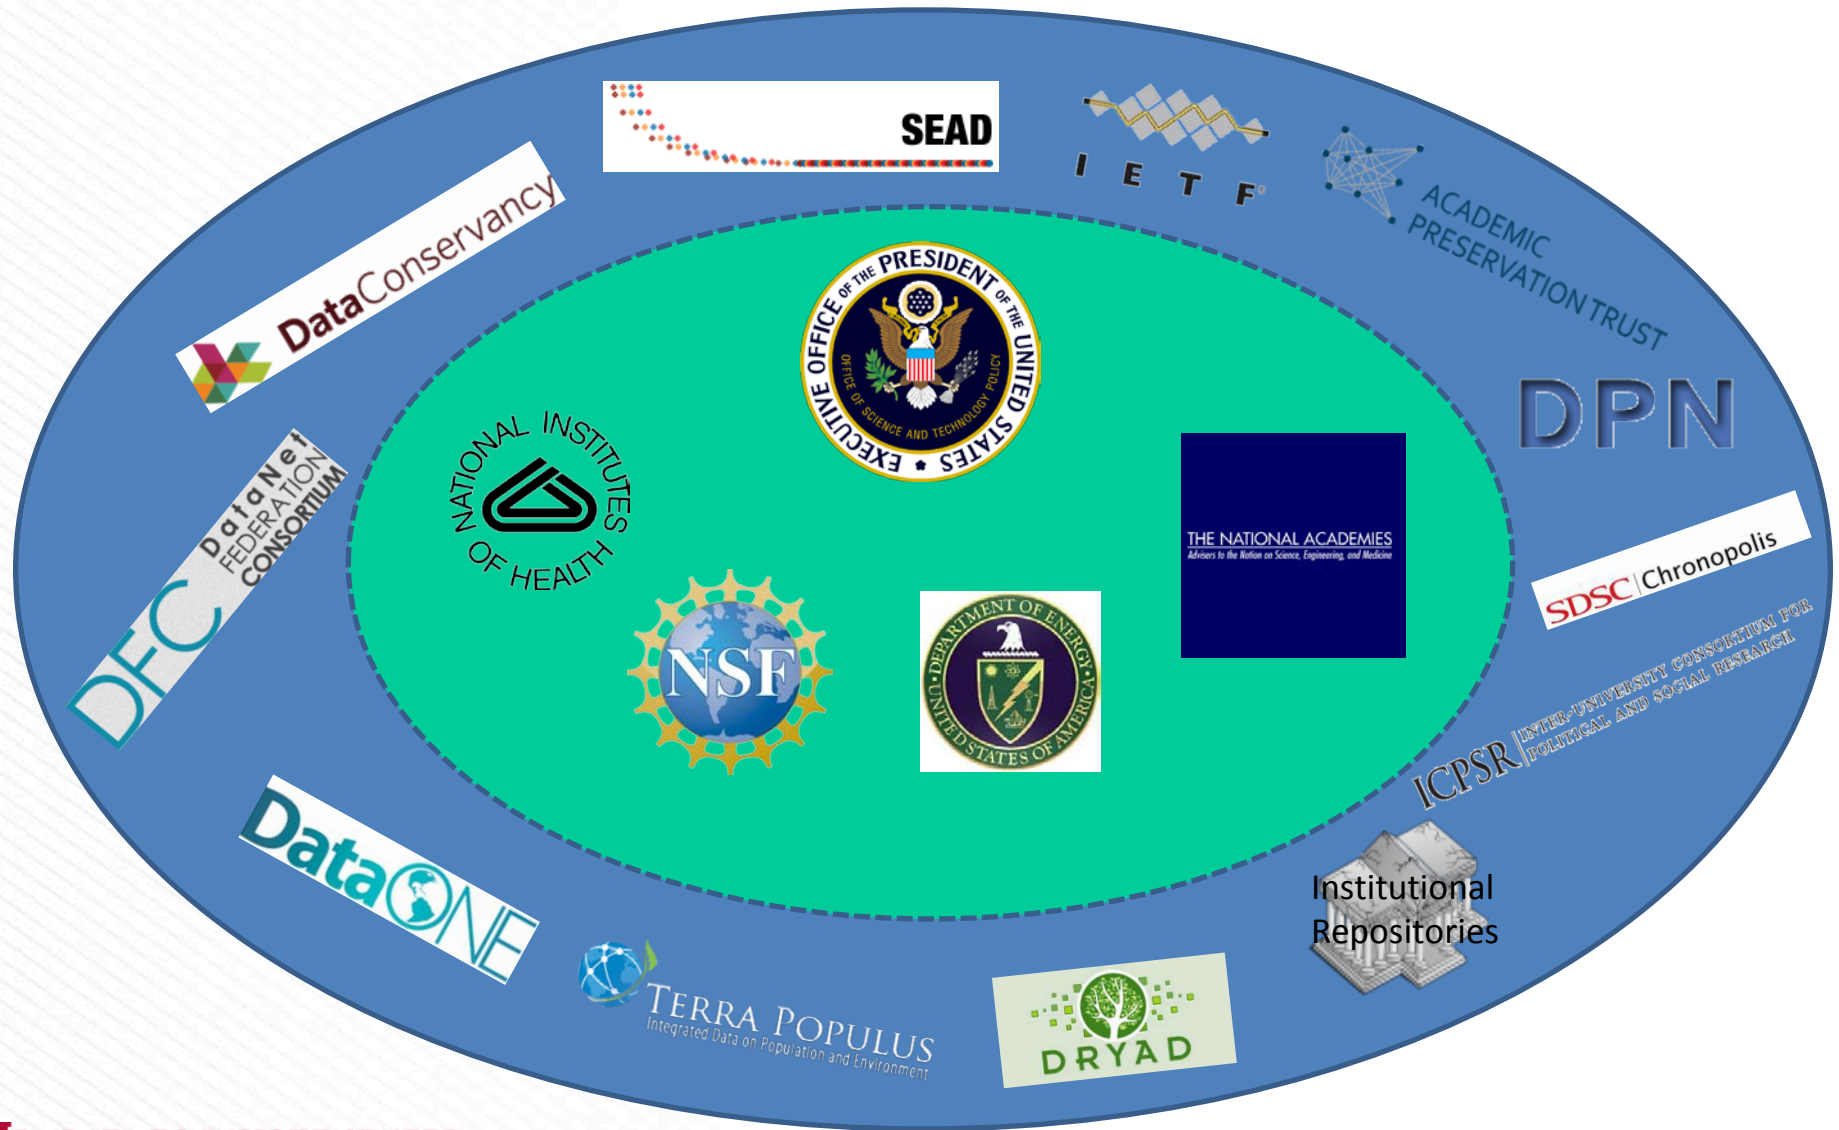 SEAD
I E T F
ACADEMIC
PRESERVATION TRUST
DataConservancy
EXECUTIVE OFFICE OF THE PRESIDENT OF THE UNITED STATES
OFFICE OF SCIENCE AND TECHNOLOGY POLICY
DPN
NATIONAL INSTITUTES
OF HEALTH
DataNet
FEDERATION
CONSORTIUM
DFC
THE NATIONAL ACADEMIES
Advisers to the Nation on Science, Engineering, and Medicine
SDSC | Chronopolis
NSF
DEPARTMENT OF ENERGY
UNITED STATES OF AMERICA
ICPSR
INTER-UNIVERSITY CONSORTIUM FOR
POLITICAL AND SOCIAL RESEARCH
DataONE
Institutional
Repositories
TERRA POPULUS
Integrated Data on Population and Environment
DRYAD